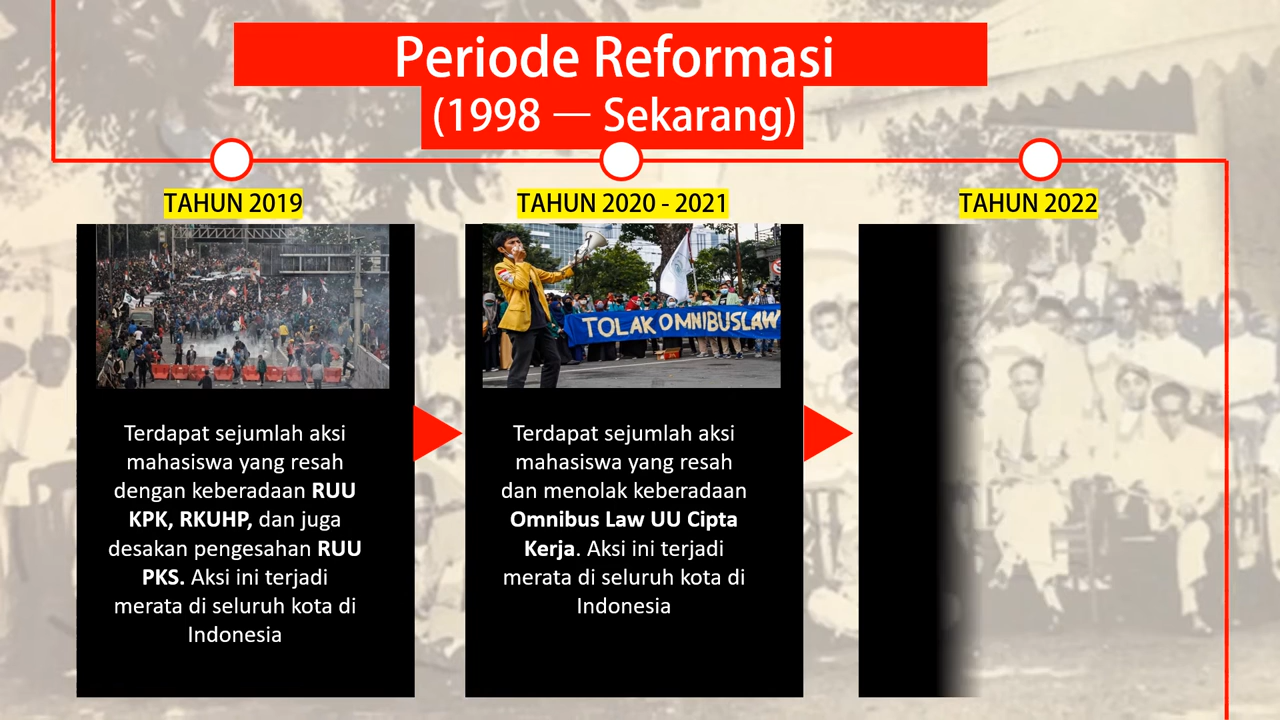 Periode Reformasi
(1998 — Sekarang)
TAHUN 2019
TAHUN 2020 - 2021
TAHUN 2022
TOLAK OMNIBUSLAW
Terdapat sejumlah aksi
mahasiswa yang resah
dengan keberadaan RUU
KPK, RKUHP, dan juga
desakan pengesahan RUU
PKS. Aksi ini terjadi
merata di seluruh kota di
Indonesia
Terdapat sejumlah aksi
mahasiswa yang resah
dan menolak keberadaan
Omnibus Law UU Cipta
Kerja. Aksi ini terjadi
merata di seluruh kota di
Indonesia